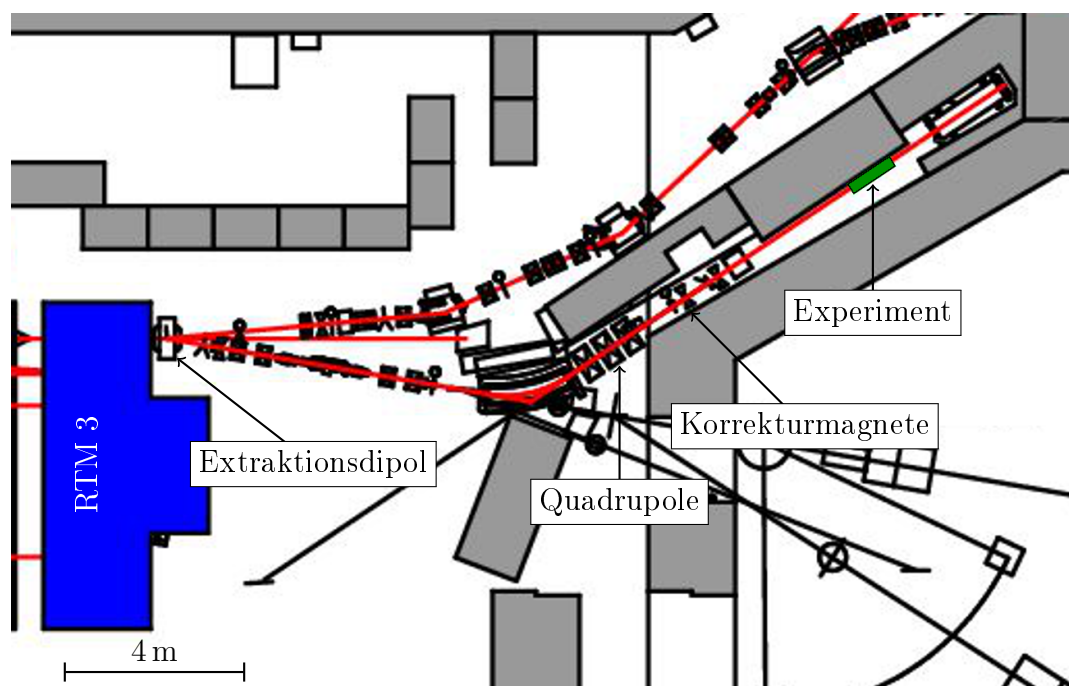 Experiment
Korrekturmagnete
Extraktionsdipol
Quadrupole
RTM 3
4 m